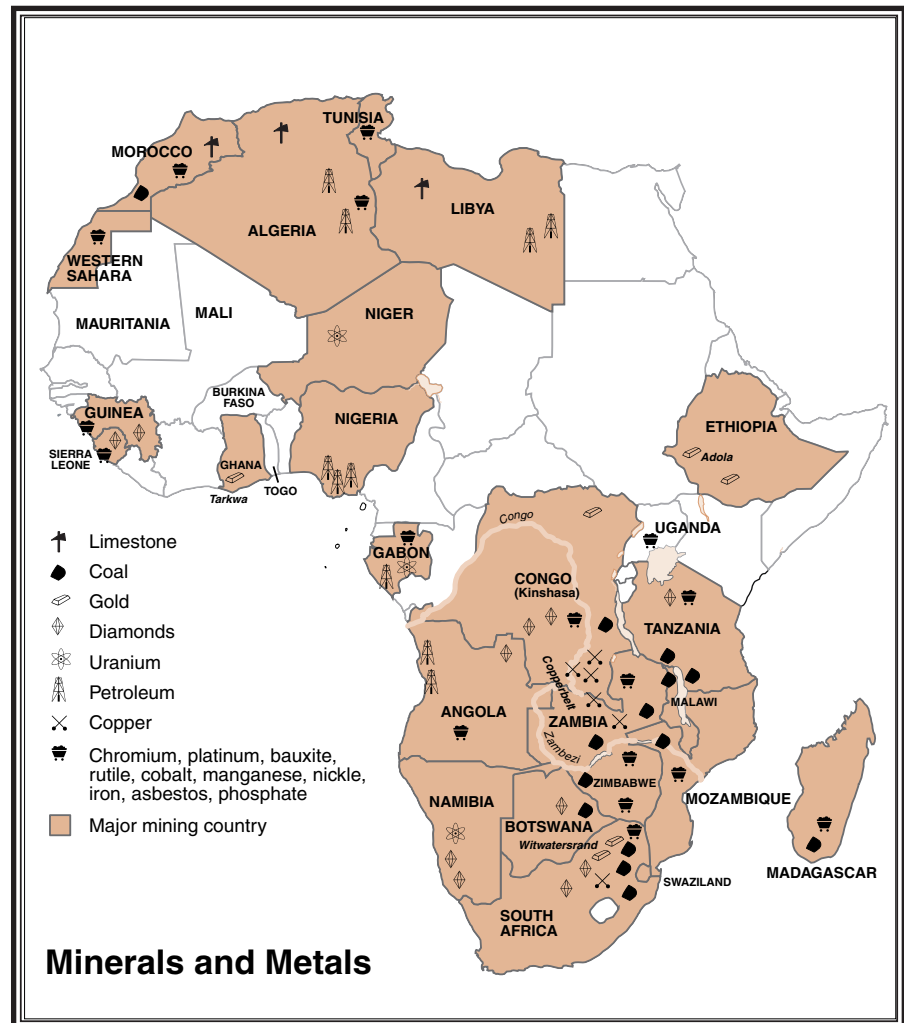 TUNISIA
MOROCCO
LIBYA
ALGERIA
WESTERN
SAHARA
MALI
NIGER
MAURITANIA
BURKINA
FASO
GUINEA
NIGERIA
ETHIOPIA
Adola
SIERRA
LEONE
GHANA
TOGO
Tarkwa
Congo
UGANDA
GABON
CONGO
(Kinshasa)
TANZANIA
Copperbelt
MALAWI
ANGOLA
ZAMBIA
Zambezi
ZIMBABWE
NAMIBIA
MOZAMBIQUE
BOTSWANA
Witwatersrand
MADAGASCAR
SWAZILAND
SOUTH
AFRICA
Limestone
Coal
Gold
Diamonds
Uranium
Petroleum
Copper
Chromium, platinum, bauxite,
rutile, cobalt, manganese, nickle,
iron, asbestos, phosphate
Major mining country
Minerals and Metals